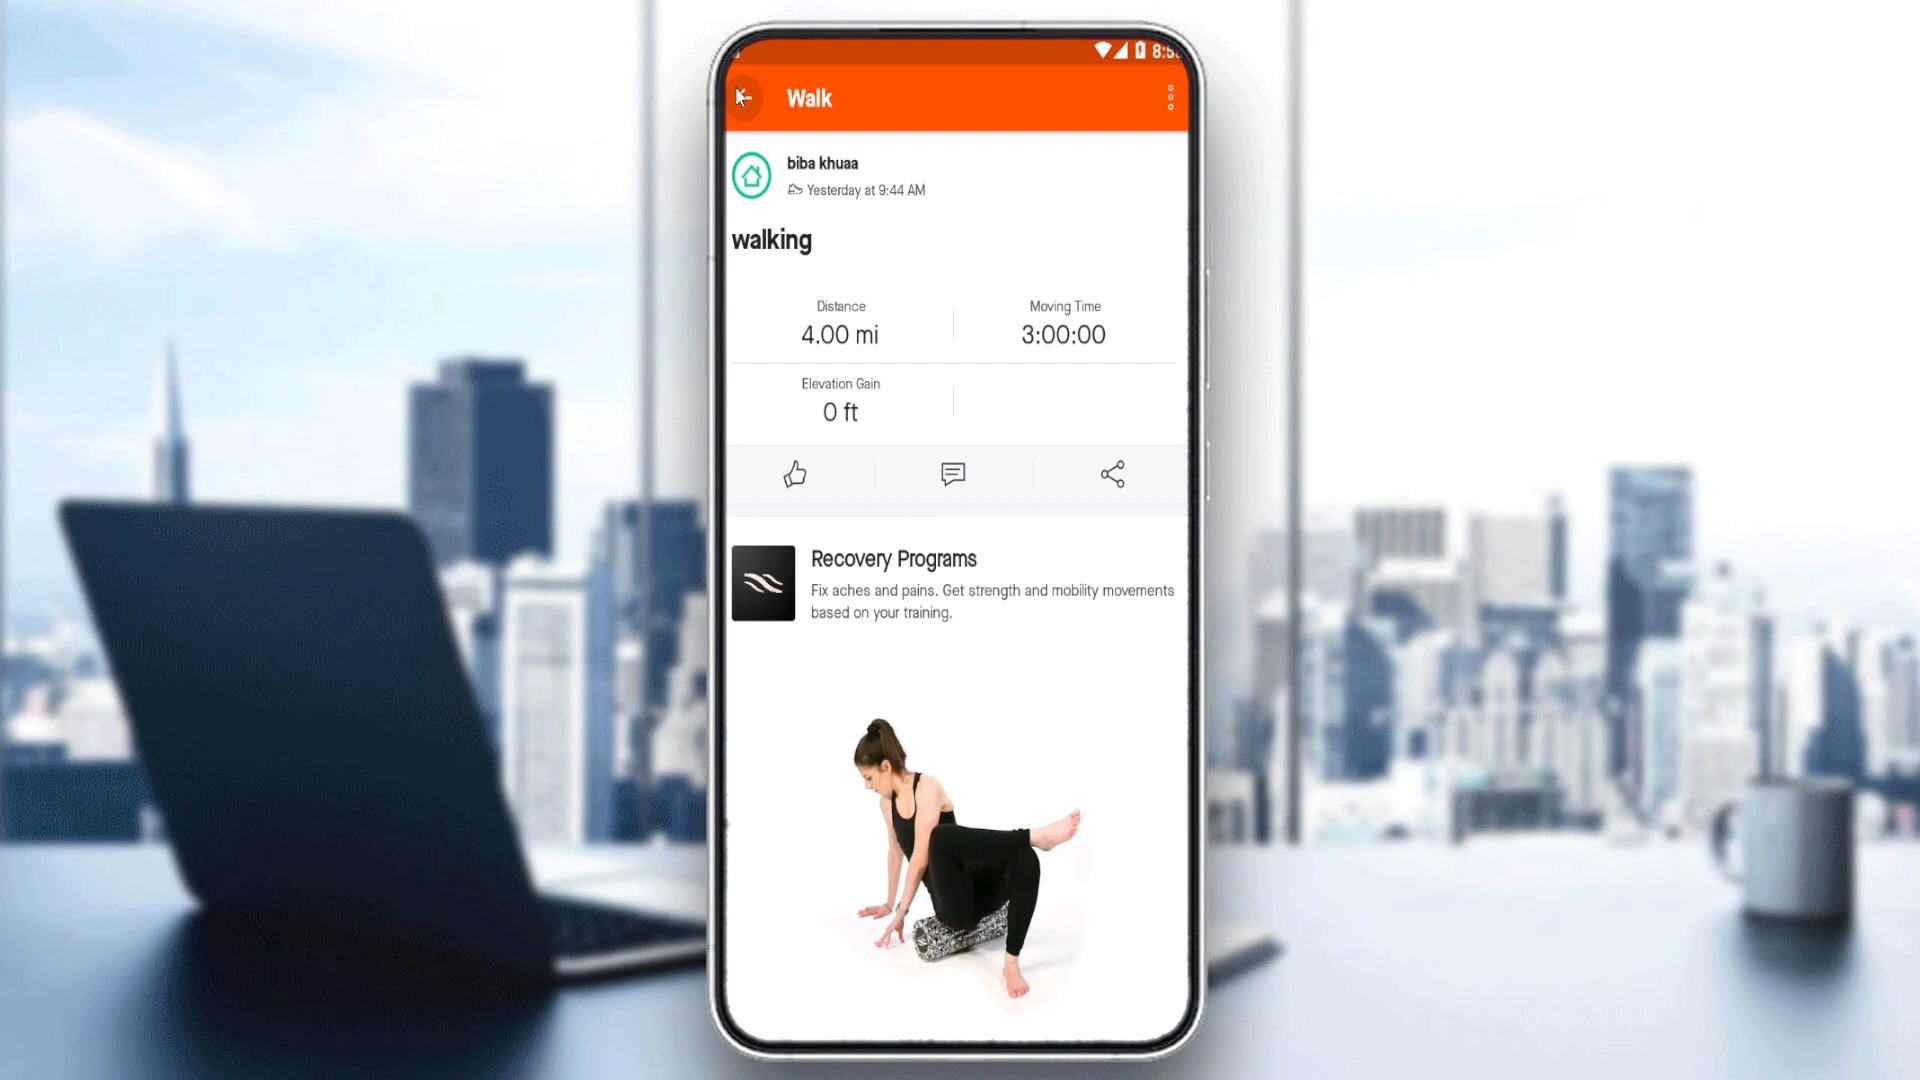 Walk
biba khuaa
Yesterday at 9:44 AM
walking
Distance
4.00 mi
Moving Time
3:00:00
Elevation Gain
0 ft
Recovery Programs
Fix aches and pains. Get strength and mobility movements
based on your training.